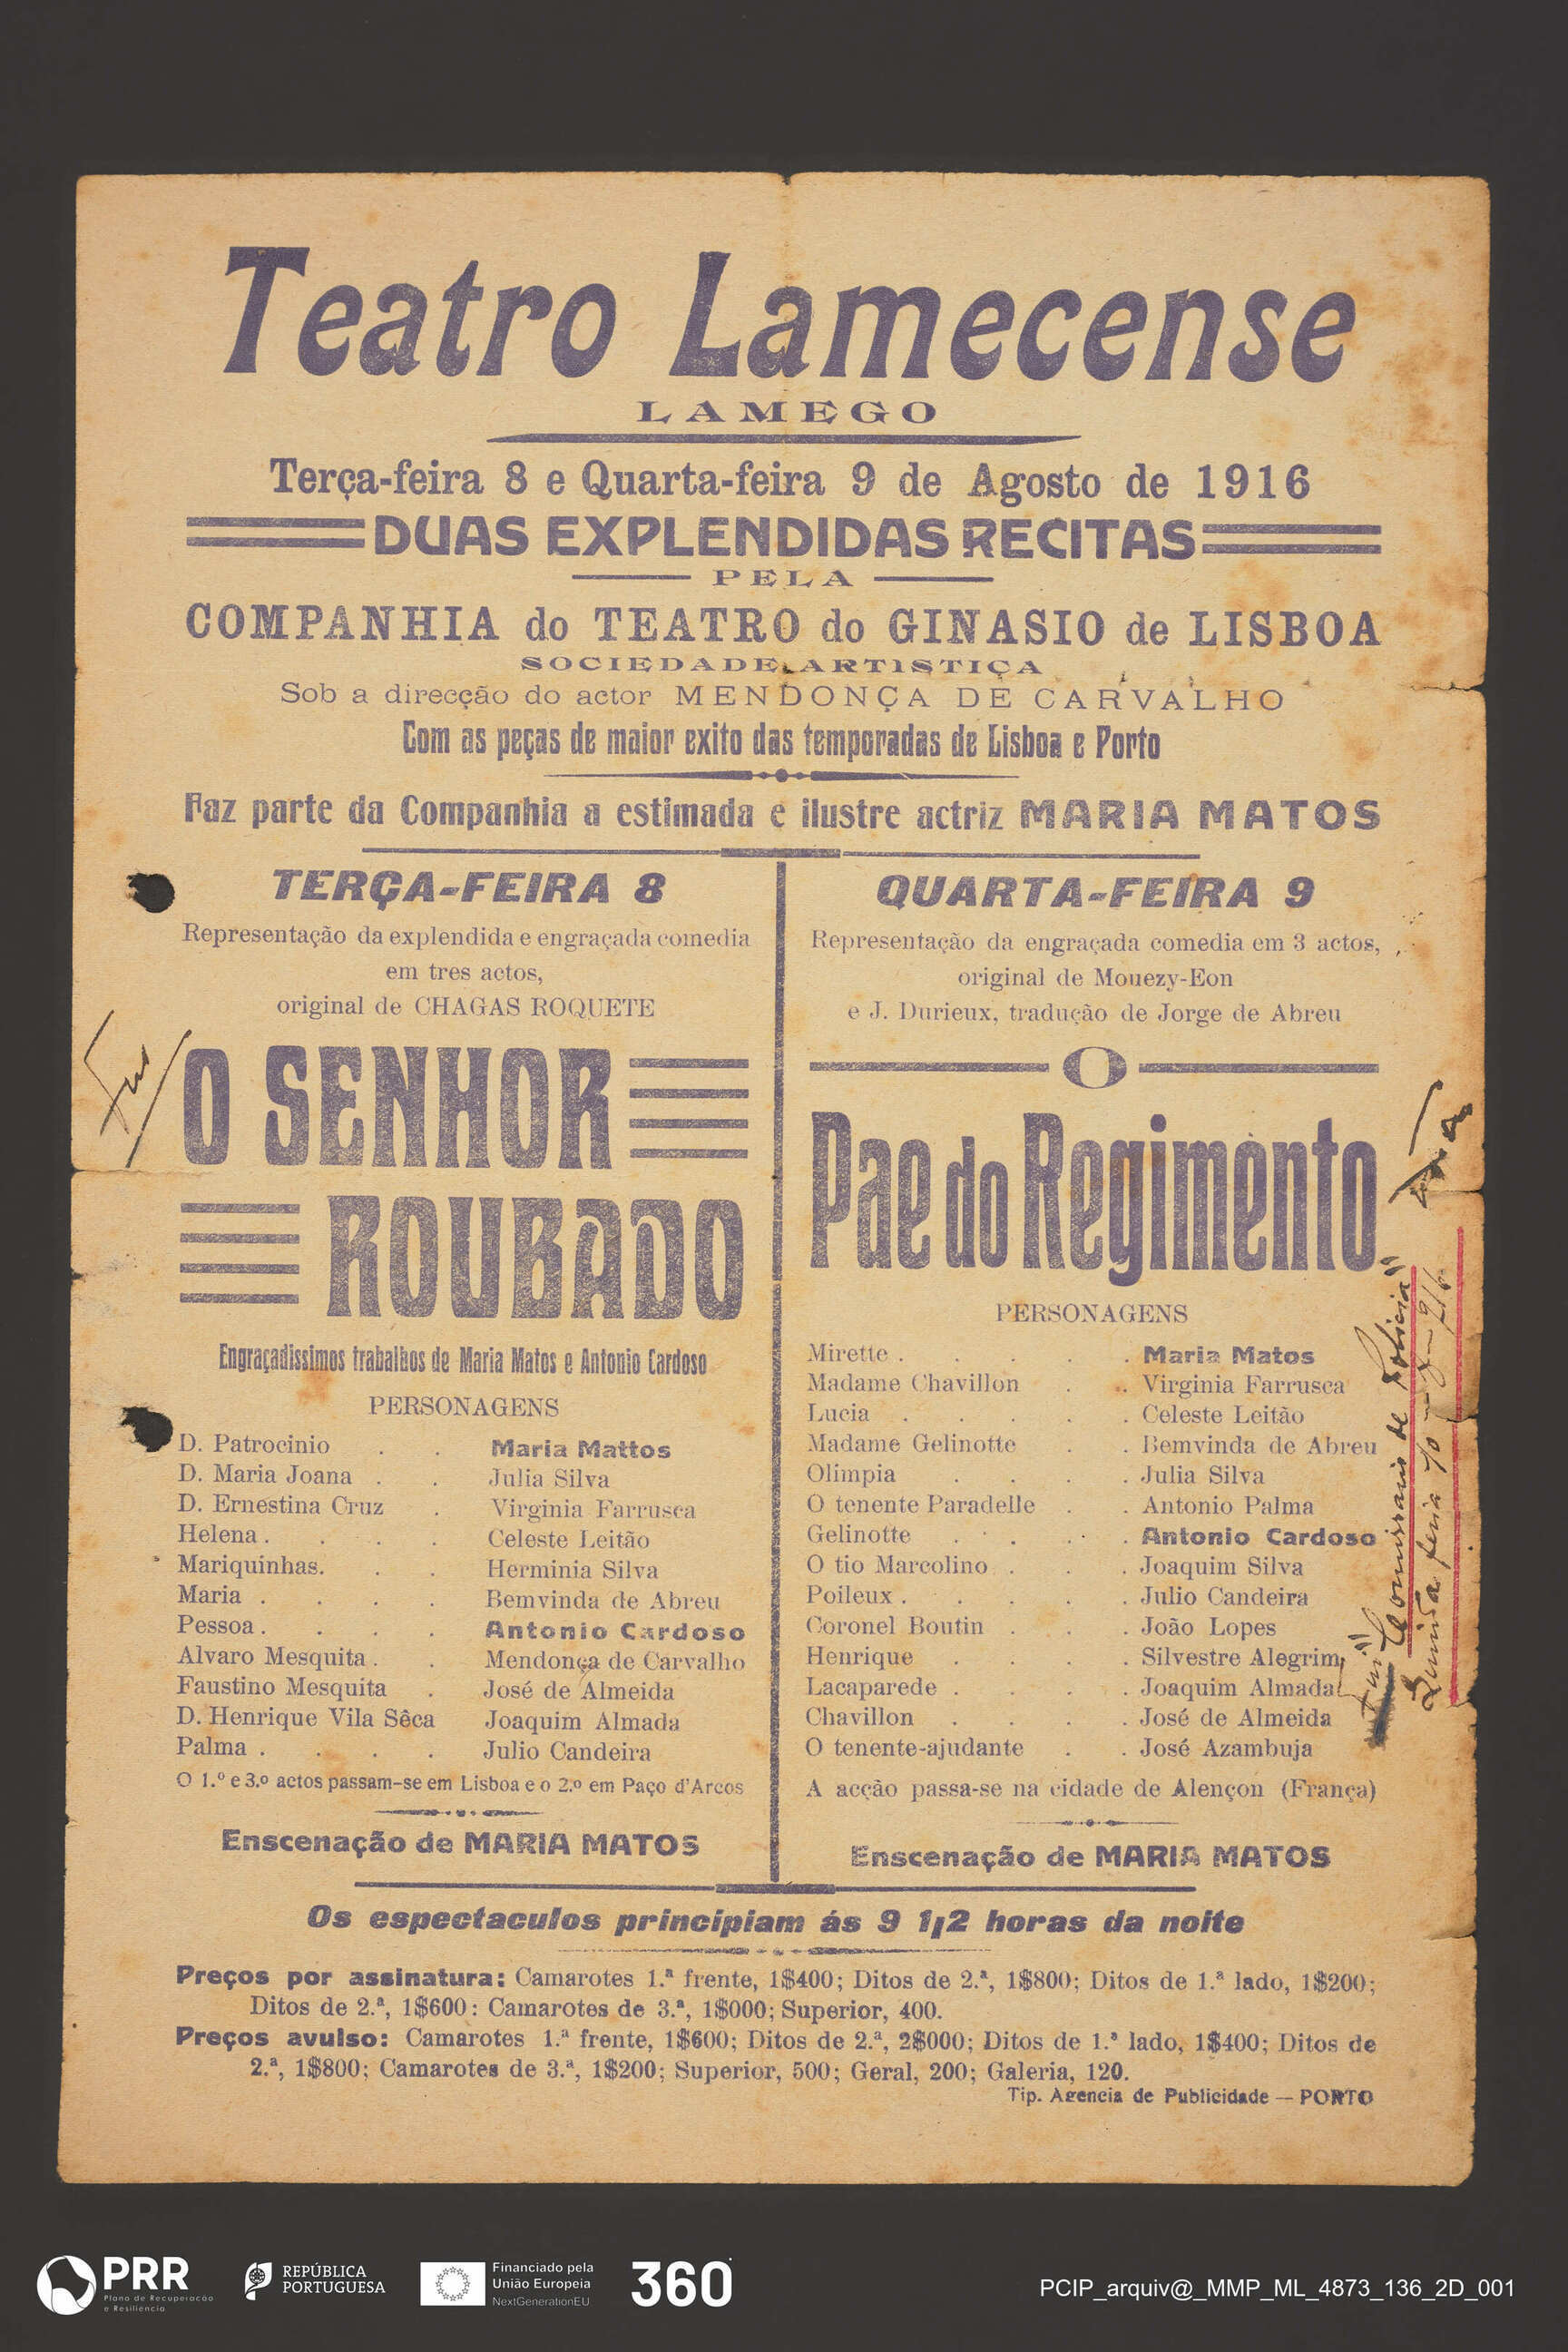 Teatro Lamecense
LAMEGO
Terça-feira 8 e Quarta-feira 9 de Agosto de 1916
DUAS EXPLENDIDAS RECITAS
PELA
COMPANHIA do TEATRO do GINASIO de LISBOA
SOCIEDADE ARTISTIÇA
Sob a direcção do actor MENDONÇA DE CARVALHO
Com as peças de maior exito das temporadas de Lisboa e Porto
Faz parte da Companhia a estimada e ilustre actriz MARIA MATOS
TERÇA-FEIRA 8
Representação da explendida e engraçada comedia
em tres actos,
original de CHAGAS ROQUETE
O SENHOR
ROUBADO
Engraçadissimos trabalhos de Maria Matos e Antonio Cardoso
PERSONAGENS
D. Patrocinio . . Maria Mattos
D. Maria Joana . . Julia Silva
D. Ernestina Cruz . Virginia Farrusca
Helena . . . . Celeste Leitão
Mariquinhas. . . Herminia Silva
Maria . . . . Bemvinda de Abreu
Pessoa . . . . Antonio Cardoso
Alvaro Mesquita . . Mendonça de Carvalho
Faustino Mesquita . José de Almeida
D. Henrique Vila Sêca Joaquim Almada
Palma . . . . Julio Candeira
O 1.º e 3.º actos passam-se em Lisboa e o 2.º em Paço d'Arcos
Enscenação de MARIA MATOS
QUARTA-FEIRA 9
Representação da engraçada comedia em 3 actos,
original de Mouezy-Eon
e J. Durieux, tradução de Jorge de Abreu
O
Pae do Regimento
PERSONAGENS
Mirette . . . . . Maria Matos
Madame Chavillon . . Virginia Farrusca
Lucia . . . . . Celeste Leitão
Madame Gelinotte . . Bemvinda de Abreu
Olimpia . . . . Julia Silva
O tenente Paradelle . . Antonio Palma
Gelinotte . . . . Antonio Cardoso
O tio Marcolino . . . Joaquim Silva
Poileux . . . . . Julio Candeira
Coronel Boutin . . . João Lopes
Henrique . . . . Silvestre Alegrim
Lacaparede . . . . Joaquim Almada
Chavillon . . . . José de Almeida
O tenente-ajudante . . José Azambuja
A acção passa-se na cidade de Alençon (França)
Enscenação de MARIA MATOS
"Comissario de Policia"
Quinta feira 10
Os espectaculos principiam ás 9 1/2 horas da noite
Preços por assinatura: Camarotes 1.ª frente, 1$400; Ditos de 2.ª, 1$800; Ditos de 1.ª lado, 1$200;
Ditos de 2.ª, 1$600: Camarotes de 3.ª, 1$000; Superior, 400.
Preços avulso: Camarotes 1.ª frente, 1$600; Ditos de 2.ª, 2$000; Ditos de 1.ª lado, 1$400; Ditos de
2.ª, 1$800; Camarotes de 3.ª, 1$200; Superior, 500; Geral, 200; Galeria, 120.
Tip. Agencia de Publicidade — PORTO
PRR
Plano de Recuperação
e Resiliência
REPÚBLICA
PORTUGUESA
Financiado pela
União Europeia
NextGenerationEU
360
PCIP_arquiv@_MMP_ML_4873_136_2D_001